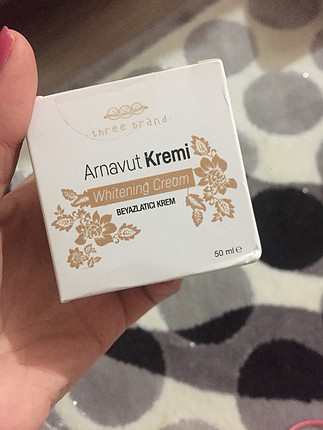 three brand
Arnavut Kremi
Whitening Cream
BEYAZLATICI KREM
50 ml e